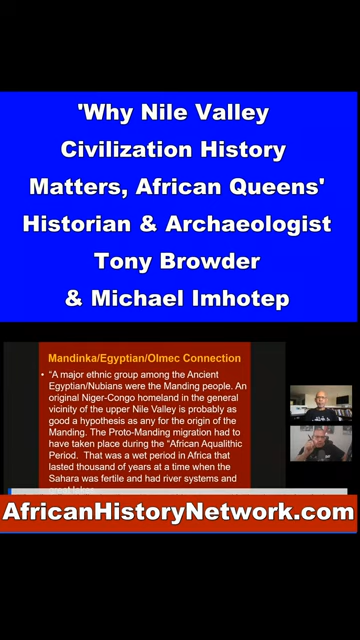 'Why Nile Valley
Civilization History
Matters, African Queens'
Historian & Archaeologist
Tony Browder
& Michael Imhotep
Mandinka/Egyptian/Olmec Connection
• "A major ethnic group among the Ancient
Egyptian/Nubians were the Manding people. An
original Niger-Congo homeland in the general
vicinity of the upper Nile Valley is probably as
good a hypothesis as any for the origin of the
Manding. The Proto-Manding migration had to
have taken place during the "African Aqualithic
Period. That was a wet period in Africa that
lasted thousand of years at a time when the
Sahara was fertile and had river systems and
great lakes
AfricanHistoryNetwork.com